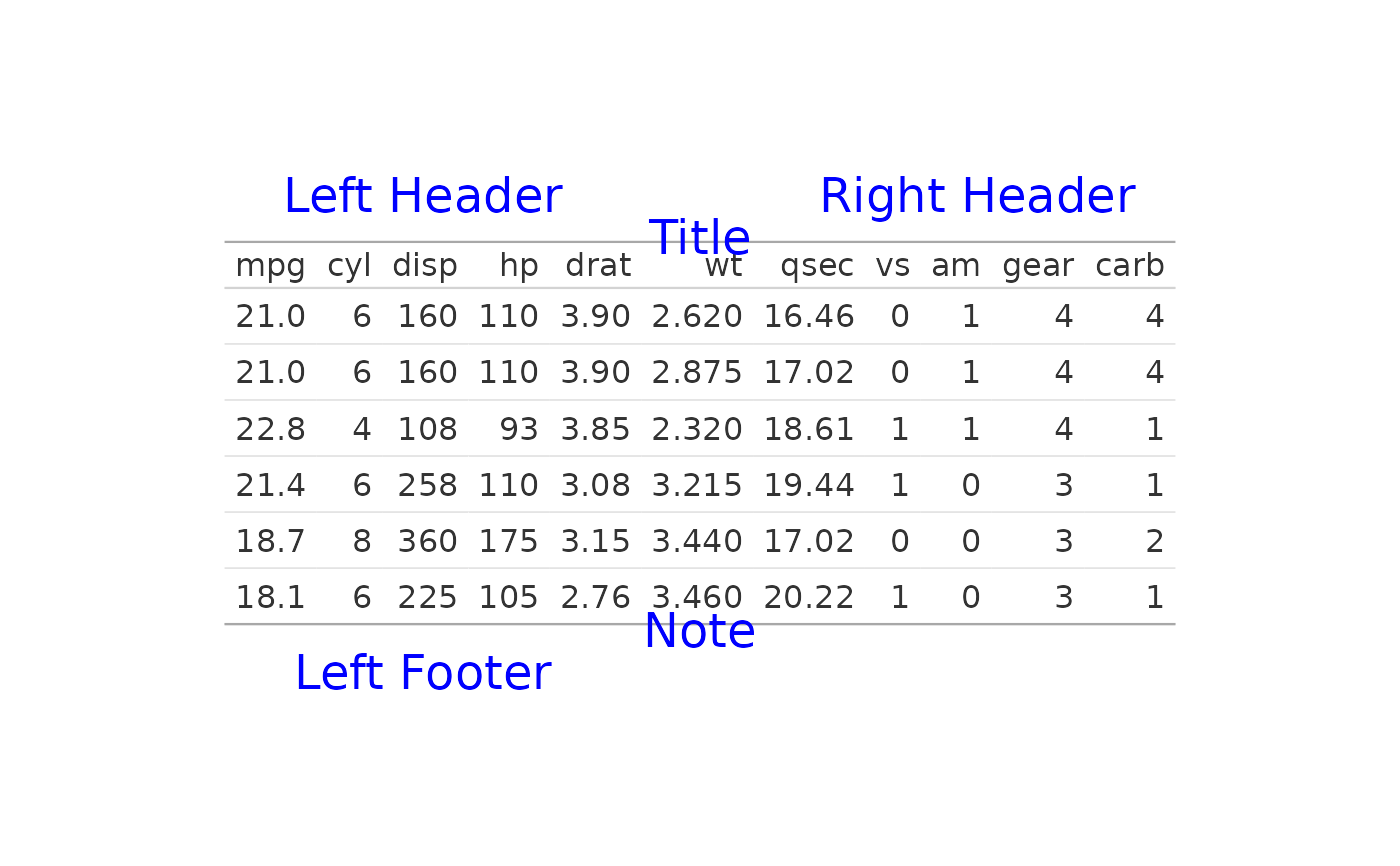 Left Header Right Header
Title
mpg cyl disp hp drat wt qsec vs am gear carb
21.0 6 160 110 3.90 2.620 16.46 0 1 4 4
21.0 6 160 110 3.90 2.875 17.02 0 1 4 4
22.8 4 108 93 3.85 2.320 18.61 1 1 4 1
21.4 6 258 110 3.08 3.215 19.44 1 0 3 1
18.7 8 360 175 3.15 3.440 17.02 0 0 3 2
18.1 6 225 105 2.76 3.460 20.22 1 0 3 1
Note
Left Footer